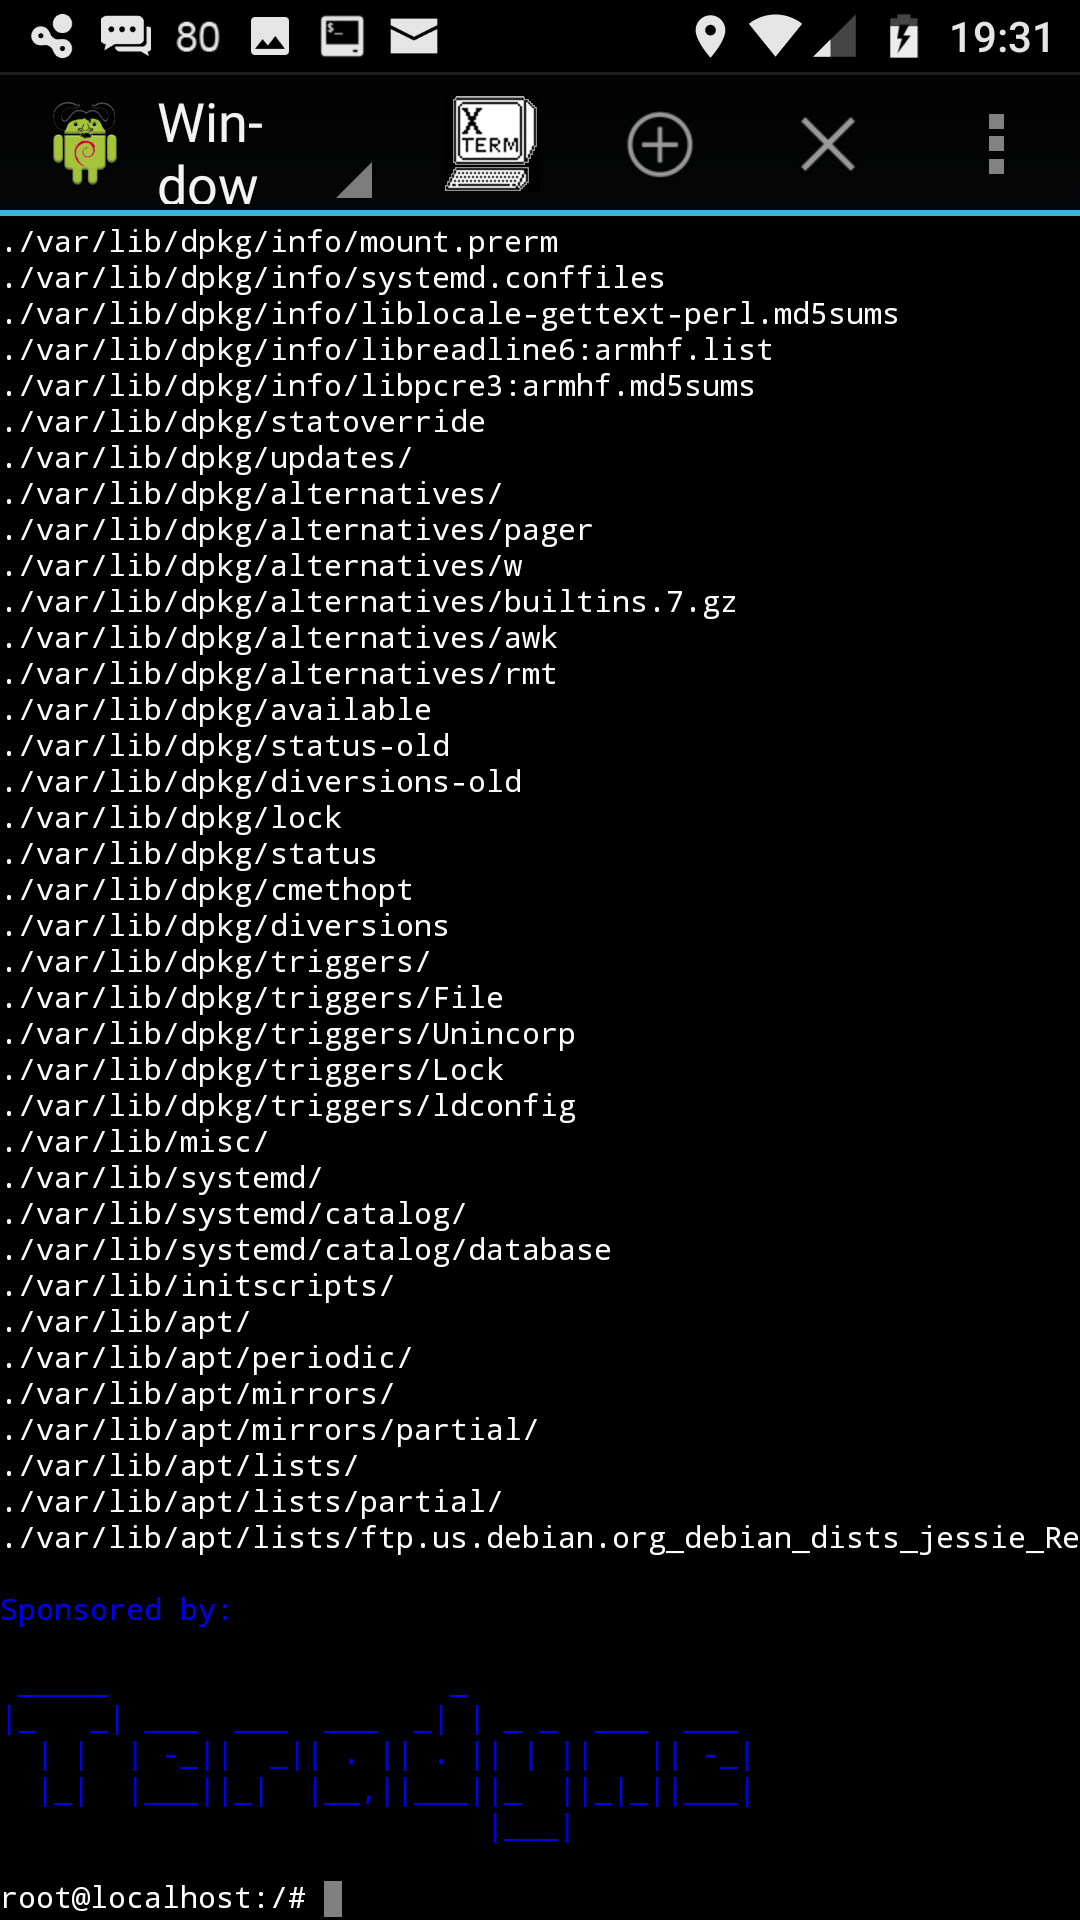 80 19:31
Win-
dow
X
TERM
./var/lib/dpkg/info/mount.prerm
./var/lib/dpkg/info/systemd.conffiles
./var/lib/dpkg/info/liblocale-gettext-perl.md5sums
./var/lib/dpkg/info/libreadline6:armhf.list
./var/lib/dpkg/info/libpcre3:armhf.md5sums
./var/lib/dpkg/statoverride
./var/lib/dpkg/updates/
./var/lib/dpkg/alternatives/
./var/lib/dpkg/alternatives/pager
./var/lib/dpkg/alternatives/w
./var/lib/dpkg/alternatives/builtins.7.gz
./var/lib/dpkg/alternatives/awk
./var/lib/dpkg/alternatives/rmt
./var/lib/dpkg/available
./var/lib/dpkg/status-old
./var/lib/dpkg/diversions-old
./var/lib/dpkg/lock
./var/lib/dpkg/status
./var/lib/dpkg/cmethopt
./var/lib/dpkg/diversions
./var/lib/dpkg/triggers/
./var/lib/dpkg/triggers/File
./var/lib/dpkg/triggers/Unincorp
./var/lib/dpkg/triggers/Lock
./var/lib/dpkg/triggers/ldconfig
./var/lib/misc/
./var/lib/systemd/
./var/lib/systemd/catalog/
./var/lib/systemd/catalog/database
./var/lib/initscripts/
./var/lib/apt/
./var/lib/apt/periodic/
./var/lib/apt/mirrors/
./var/lib/apt/mirrors/partial/
./var/lib/apt/lists/
./var/lib/apt/lists/partial/
./var/lib/apt/lists/ftp.us.debian.org_debian_dists_jessie_Re
Sponsored by:
Teradyne
root@localhost:/#